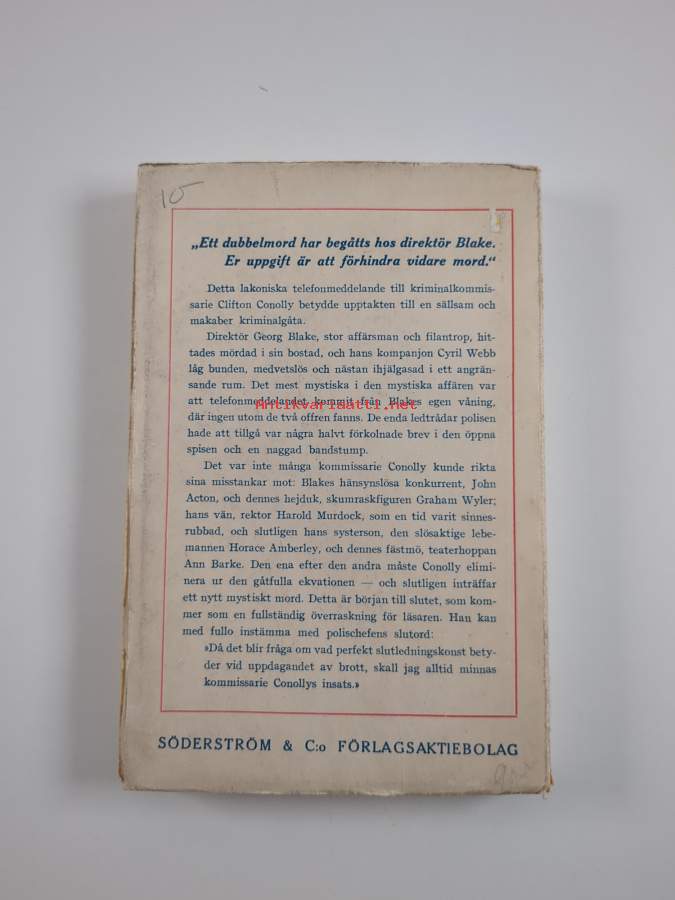 10
„Ett dubbelmord har begåtts hos direktör Blake.
Er uppgift är att förhindra vidare mord.“
Detta lakoniska telefonmeddelande till kriminalkommis-
sarie Clifton Conolly betydde upptakten till en sällsam och
makaber kriminalgåta.
Direktör Georg Blake, stor affärsman och filantrop, hit-
tades mördad i sin bostad, och hans kompanjon Cyril Webb
låg bunden, medvetslös och nästan ihjälgasad i ett angrän-
sande rum. Det mest mystiska i den mystiska affären var
att telefonmeddelandet kommit från Blakes egen våning,
Antikvariaatti.net
där ingen utom de två offren fanns. De enda ledtrådar polisen
hade att tillgå var några halvt förkolnade brev i den öppna
spisen och en naggad bandstump.
Det var inte många kommissarie Conolly kunde rikta
sina misstankar mot: Blakes hänsynslösa konkurrent, John
Acton, och dennes hejduk, skumraskfiguren Graham Wyler;
hans vän, rektor Harold Murdock, som en tid varit sinnes-
rubbad, och slutligen hans systerson, den slösaktige lebe-
mannen Horace Amberley, och dennes fästmö, teaterhoppan
Ann Barke. Den ena efter den andra måste Conolly elimi-
nera ur den gåtfulla ekvationen — och slutligen inträffar
ett nytt mystiskt mord. Detta är början till slutet, som kom-
mer som en fullständig överraskning för läsaren. Han kan
med fullo instämma med polischefens slutord:
»Då det blir fråga om vad perfekt slutledningskonst bety-
der vid uppdagandet av brott, skall jag alltid minnas
kommissarie Conollys insats.»
SÖDERSTRÖM & C:o FÖRLAGSAKTIEBOLAG